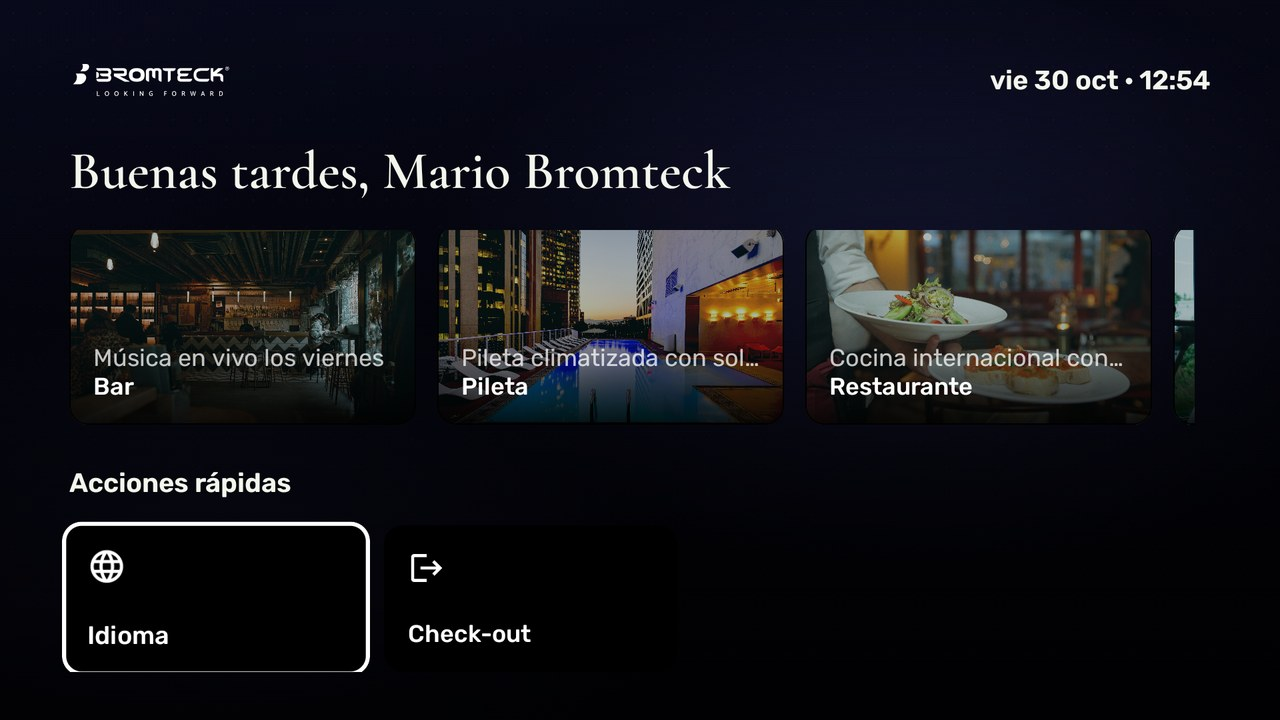 BROMTECK®
LOOKING FORWARD
vie 30 oct • 12:54
Buenas tardes, Mario Bromteck
Música en vivo los viernes
Bar
Pileta climatizada con sol…
Pileta
Cocina internacional con…
Restaurante
Acciones rápidas
Idioma
Check-out